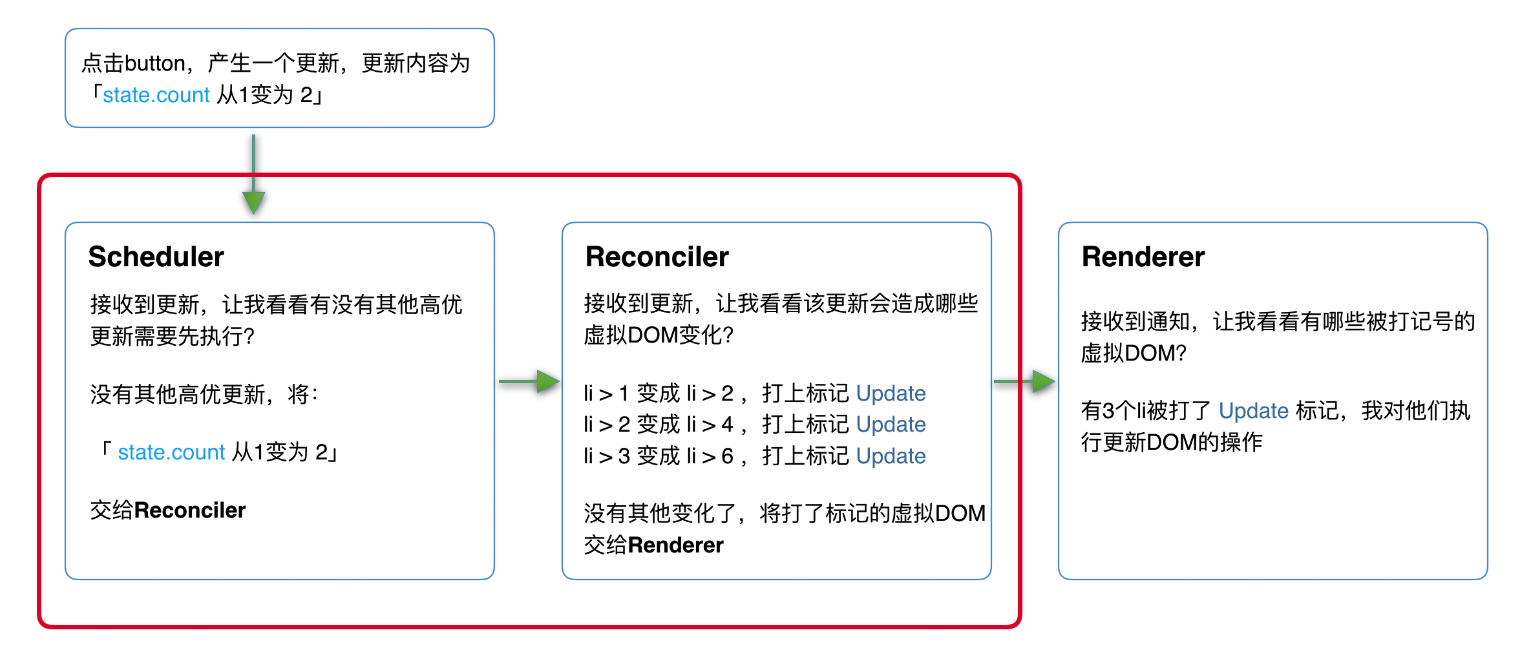 点击button，产生一个更新，更新内容为
「state.count 从1变为 2」
Scheduler
接收到更新，让我看看有没有其他高优
更新需要先执行？
没有其他高优更新，将：
「 state.count 从1变为 2」
交给Reconciler
Reconciler
接收到更新，让我看看该更新会造成哪些
虚拟DOM变化？
li > 1 变成 li > 2 ，打上标记 Update
li > 2 变成 li > 4 ，打上标记 Update
li > 3 变成 li > 6 ，打上标记 Update
没有其他变化了，将打了标记的虚拟DOM
交给Renderer
Renderer
接收到通知，让我看看有哪些被打记号的
虚拟DOM？
有3个li被打了 Update 标记，我对他们执
行更新DOM的操作